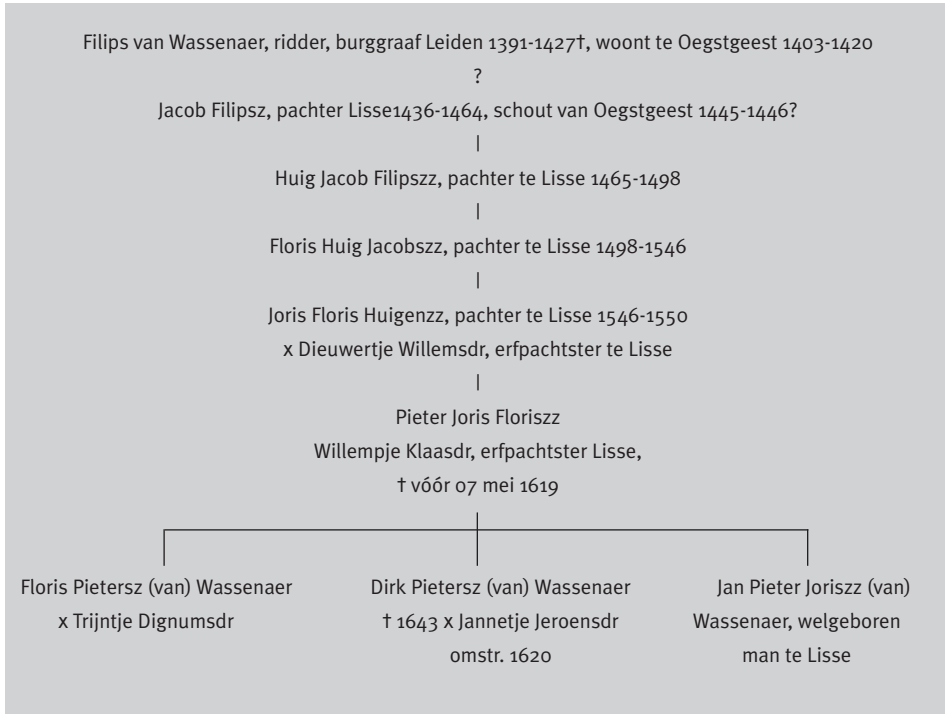 Filips van Wassenaer, ridder, burggraaf Leiden 1391-1427†, woont te Oegstgeest 1403-1420
?
Jacob Filipsz, pachter Lisse1436-1464, schout van Oegstgeest 1445-1446?
Huig Jacob Filipszz, pachter te Lisse 1465-1498
Floris Huig Jacobszz, pachter te Lisse 1498-1546
Joris Floris Huigenzz, pachter te Lisse 1546-1550
x Dieuwertje Willemsdr, erfpachtster te Lisse
Pieter Joris Floriszz
Willempje Klaasdr, erfpachtster Lisse,
† vóór 07 mei 1619
Floris Pietersz (van) Wassenaer
x Trijntje Dignumsdr
Dirk Pietersz (van) Wassenaer
† 1643 x Jannetje Jeroensdr
omstr. 1620
Jan Pieter Joriszz (van)
Wassenaer, welgeboren
man te Lisse